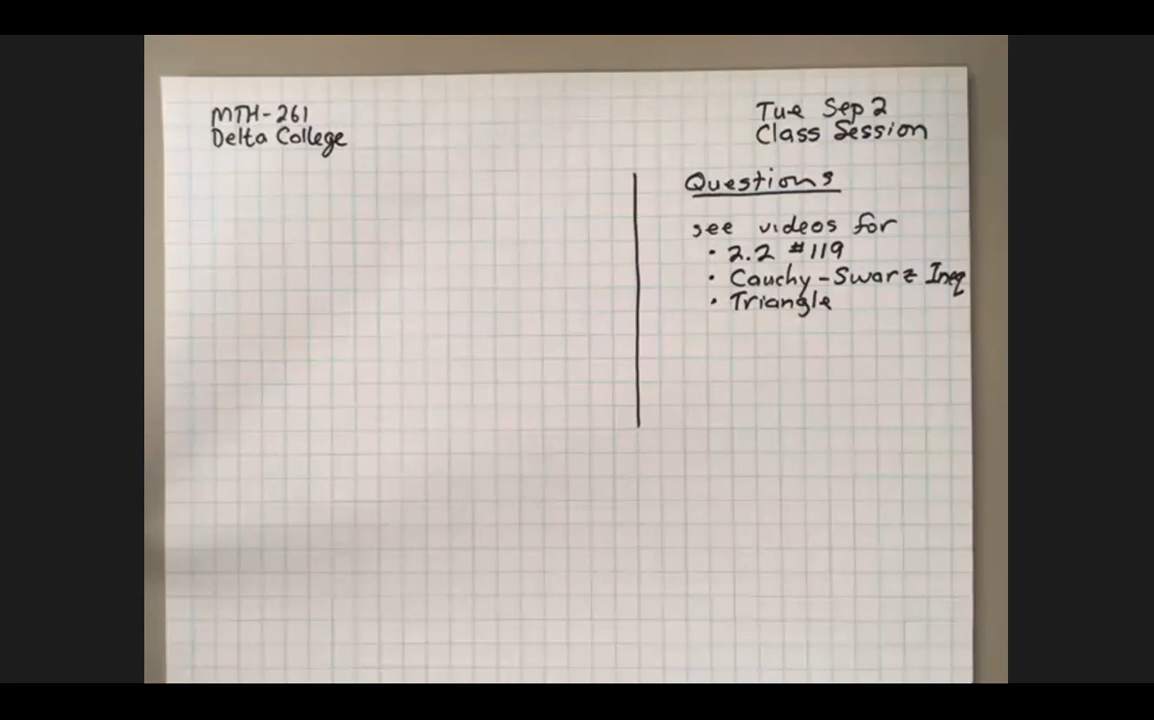 MTH-261
Delta College
Tue Sep 2
Class Session
Questions
see videos for
• 2.2 #119
• Cauchy-Swarz Ineq
• Triangle